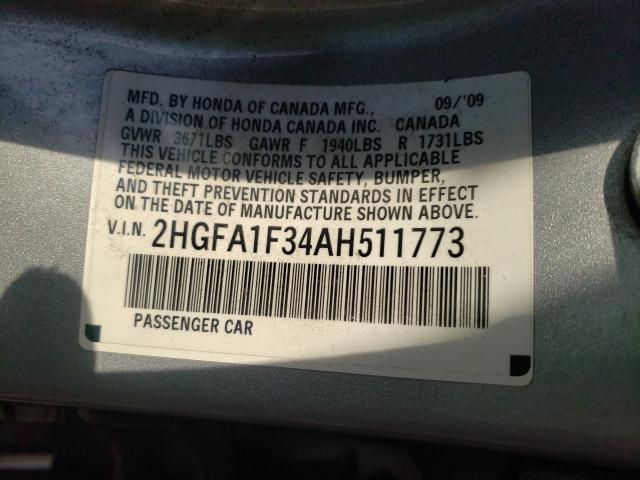 MFD. BY HONDA OF CANADA MFG., 09/'09
A DIVISION OF HONDA CANADA INC. CANADA
GVWR 3671LBS GAWR F 1940LBS R 1731LBS
THIS VEHICLE CONFORMS TO ALL APPLICABLE
FEDERAL MOTOR VEHICLE SAFETY, BUMPER,
AND THEFT PREVENTION STANDARDS IN EFFECT
ON THE DATE OF MANUFACTURE SHOWN ABOVE.
V.I.N. 2HGFA1F34AH511773
PASSENGER CAR